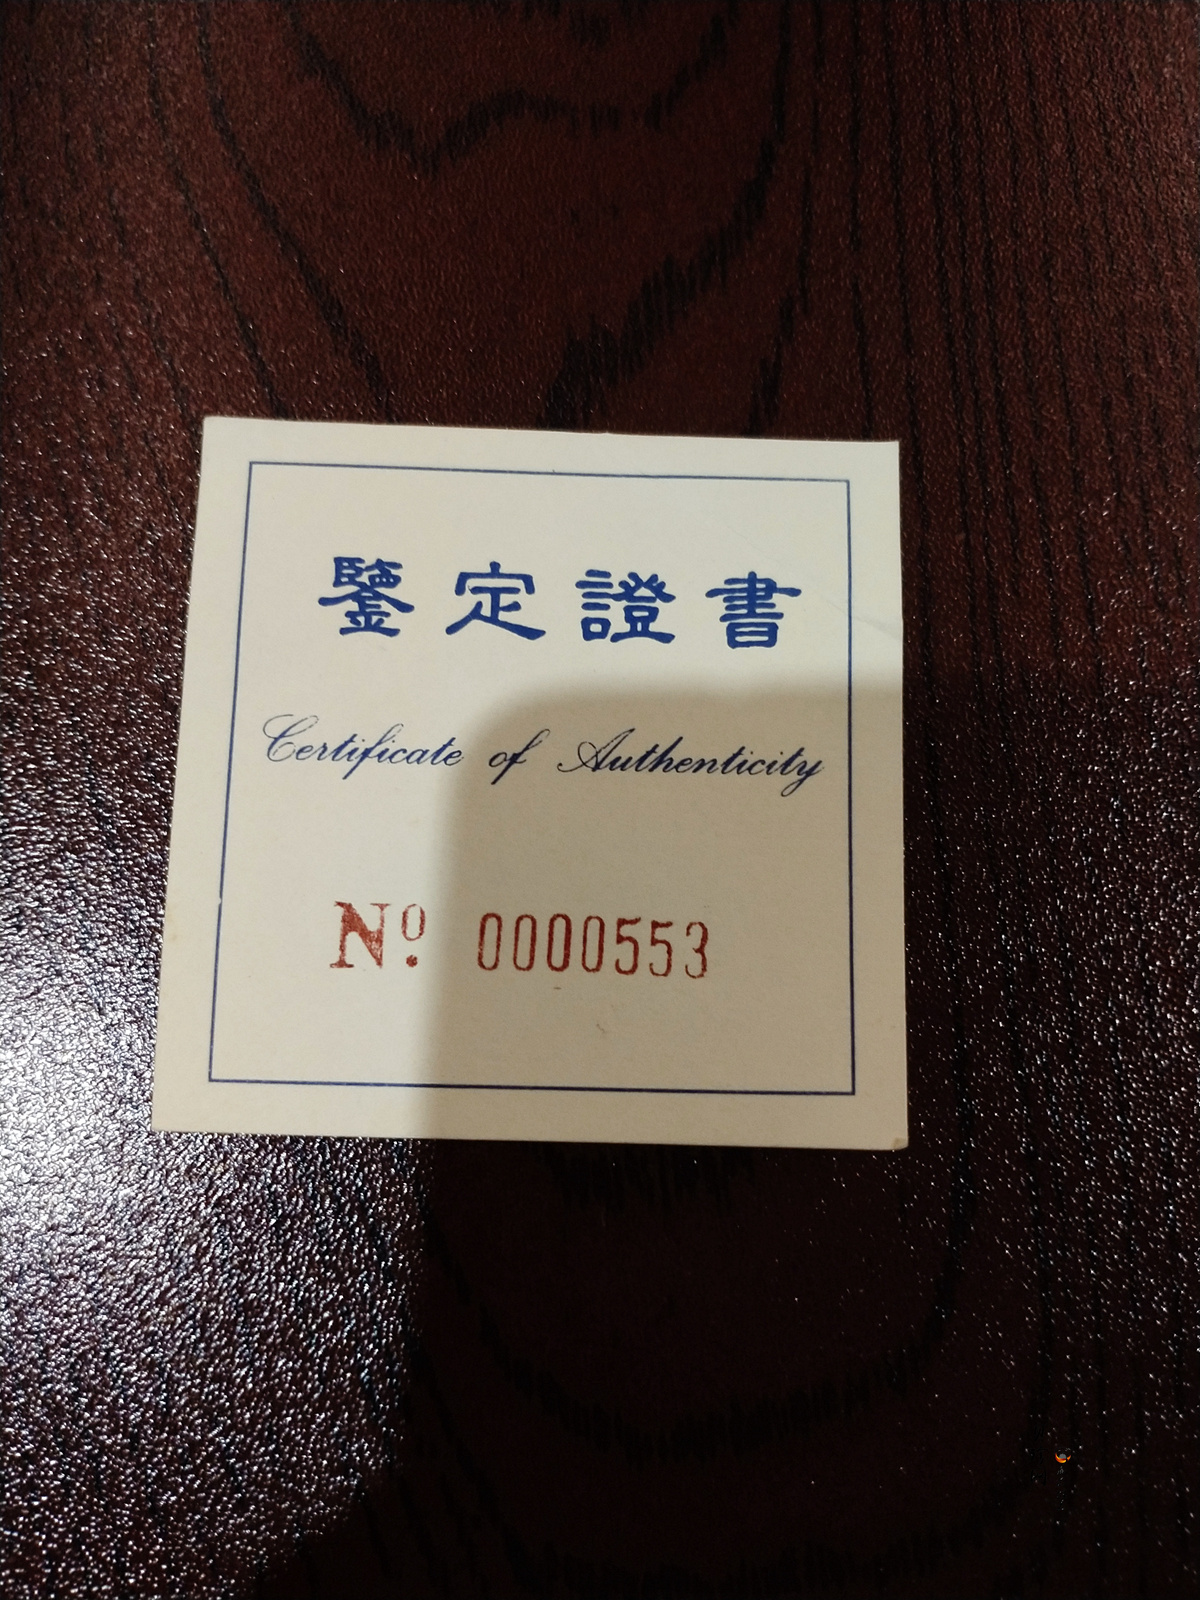 鑒定證書
Certificate of Authenticity
Nº. 0000553